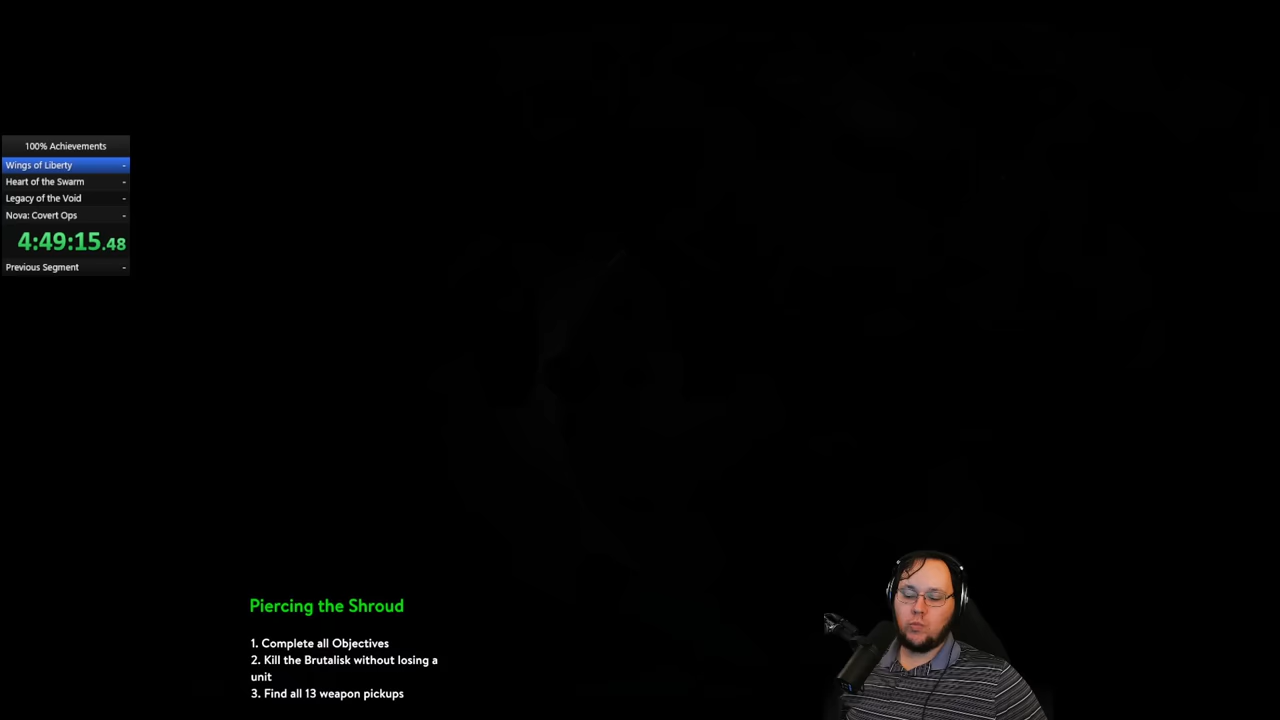 100% Achievements
Wings of Liberty -
Heart of the Swarm -
Legacy of the Void -
Nova: Covert Ops -
4:49:15.48
Previous Segment -
Piercing the Shroud
1. Complete all Objectives
2. Kill the Brutalisk without losing a
unit
3. Find all 13 weapon pickups